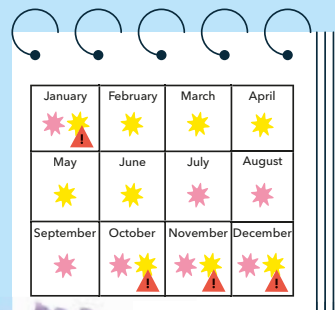 January February March April
!
May June July August
September October November December
! ! !